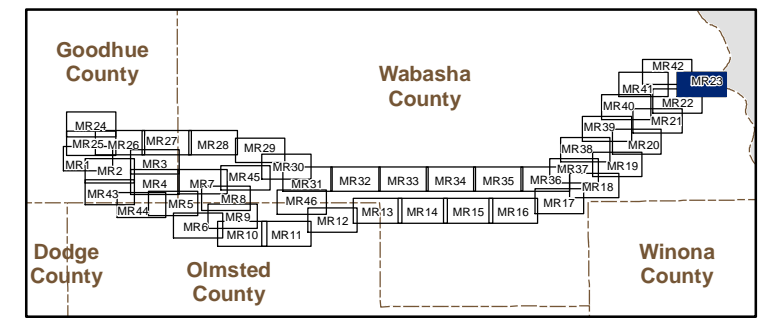 Goodhue
County
Wabasha
County
MR42
MR23
MR41
MR22
MR40
MR21
MR24
MR39
MR20
MR25
MR26
MR27
MR28
MR29
MR38
MR1
MR2
MR3
MR30
MR37
MR19
MR4
MR7
MR45
MR31
MR32
MR33
MR34
MR35
MR36
MR18
MR43
MR44
MR5
MR8
MR46
MR17
MR6
MR9
MR12
MR13
MR14
MR15
MR16
MR10
MR11
Dodge
County
Olmsted
County
Winona
County